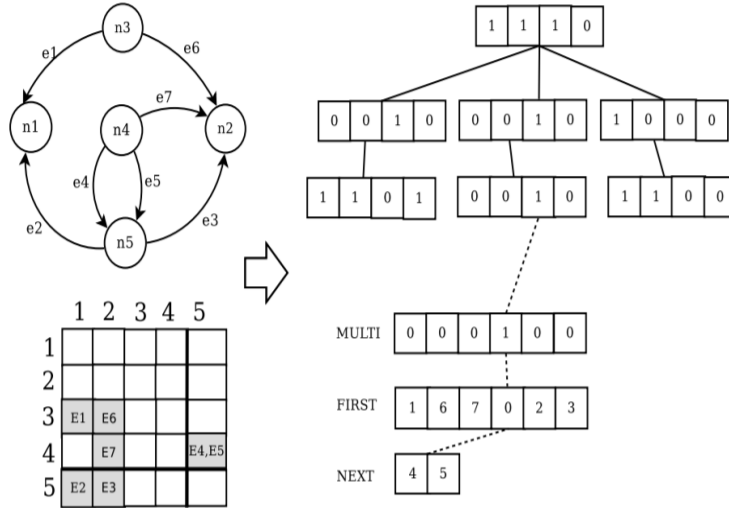 n3
e1
e6
n1
e7
n4
n2
e4
e5
e2
e3
n5
1 2 3 4 5
1
2
3 E1 E6
4 E7 E4,E5
5 E2 E3
1 1 1 0
0 0 1 0 0 0 1 0 1 0 0 0
1 1 0 1 0 0 1 0 1 1 0 0
MULTI 0 0 0 1 0 0
FIRST 1 6 7 0 2 3
NEXT 4 5